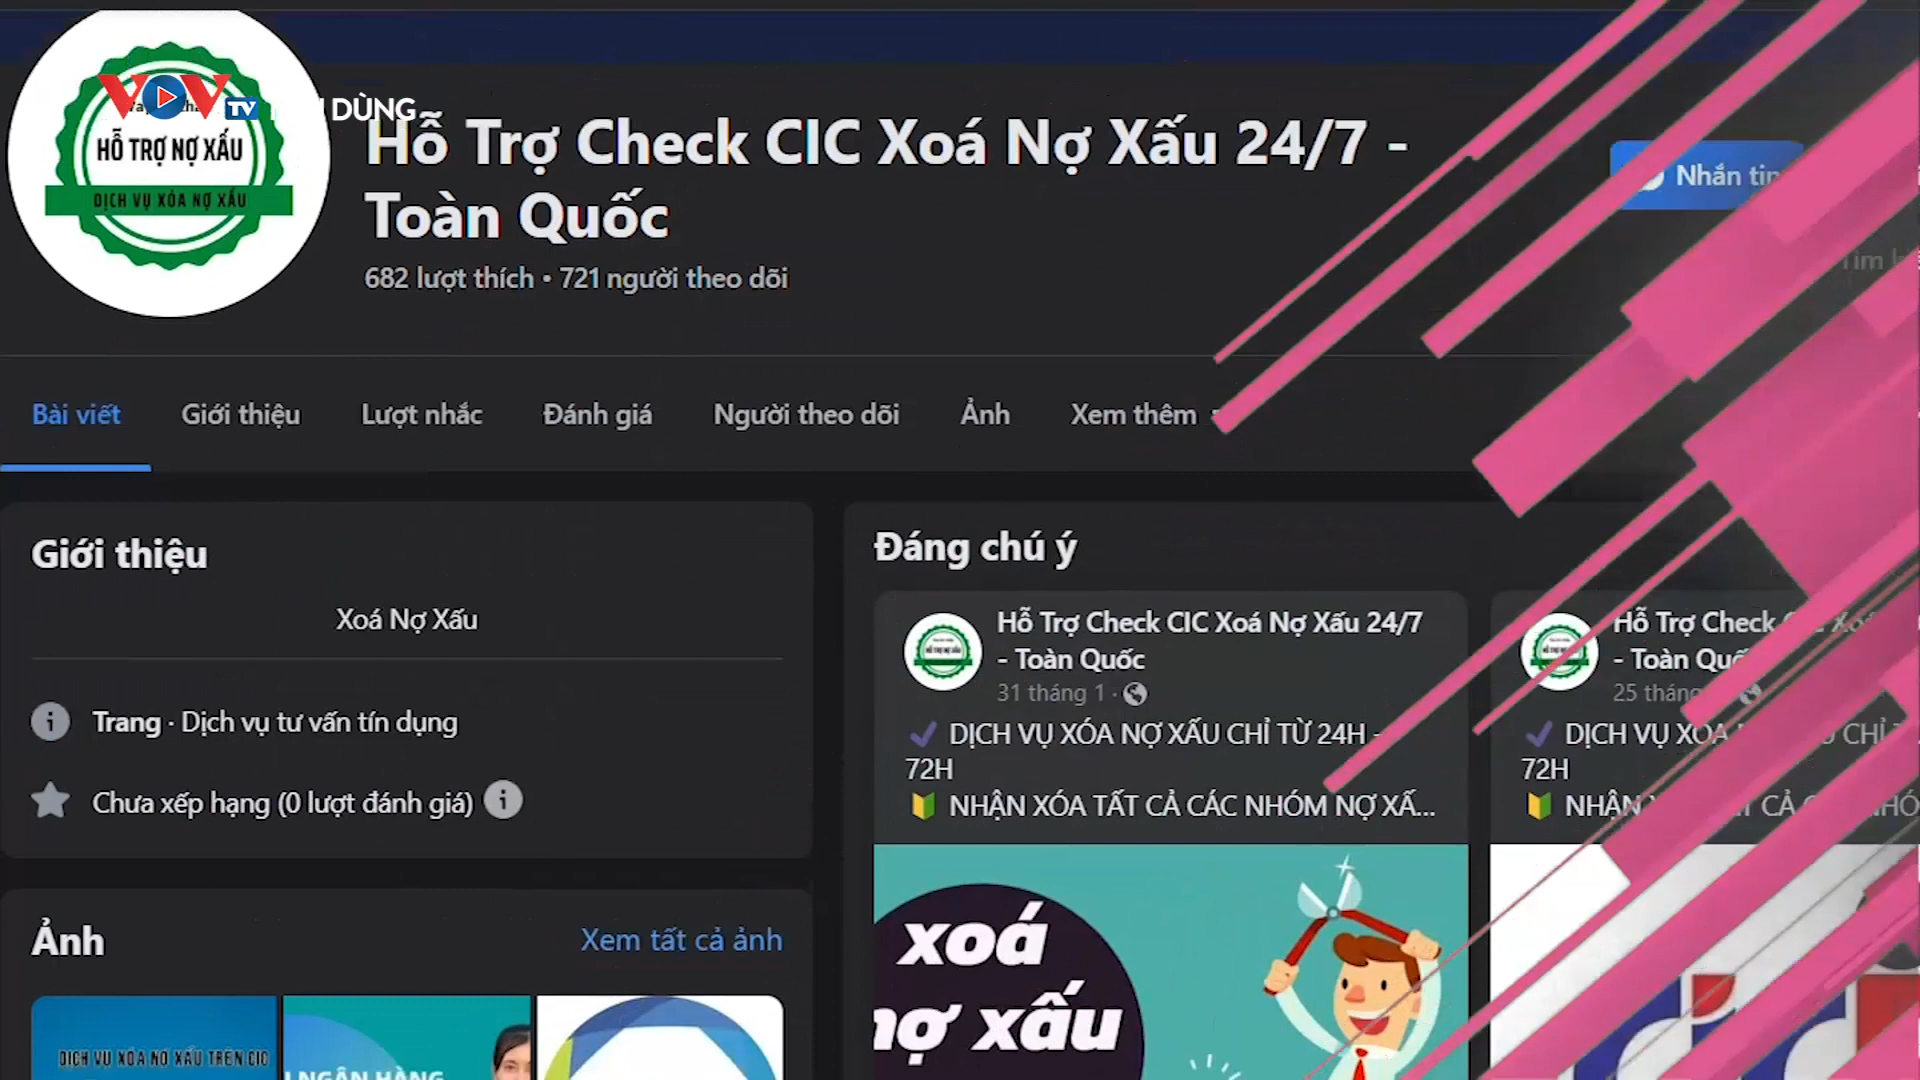 VOV TV
DÙNG
HỖ TRỢ NỢ XẤU
DỊCH VỤ XÓA NỢ XẤU
Hỗ Trợ Check CIC Xoá Nợ Xấu 24/7 -
Toàn Quốc
682 lượt thích • 721 người theo dõi
Nhắn tin
Bài viết
Giới thiệu
Lượt nhắc
Đánh giá
Người theo dõi
Ảnh
Xem thêm
Giới thiệu
Xoá Nợ Xấu
Trang · Dịch vụ tư vấn tín dụng
Chưa xếp hạng (0 lượt đánh giá)
Ảnh
Xem tất cả ảnh
DỊCH VỤ XÓA NỢ XẤU TRÊN CIC
NGÂN HÀNG
Đáng chú ý
Hỗ Trợ Check CIC Xoá Nợ Xấu 24/7
- Toàn Quốc
31 tháng 1 ·
DỊCH VỤ XÓA NỢ XẤU CHỈ TỪ 24H -
72H
NHẬN XÓA TẤT CẢ CÁC NHÓM NỢ XẤ...
xoá
nợ xấu
Hỗ Trợ Check
- Toàn Quốc
25 tháng
DỊCH VỤ XÓA CHỈ
72H
NHẬN CẢ